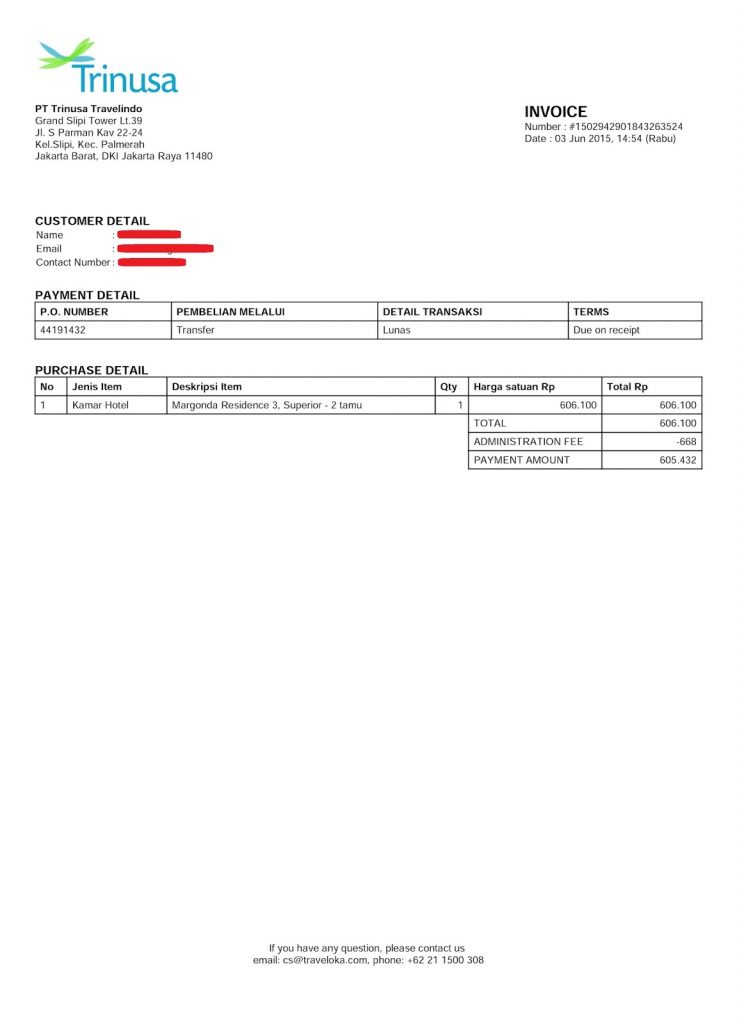 Trinusa
PT Trinusa Travelindo
Grand Slipi Tower Lt.39
Jl. S Parman Kav 22-24
Kel.Slipi, Kec. Palmerah
Jakarta Barat, DKI Jakarta Raya 11480
INVOICE
Number : #1502942901843263524
Date : 03 Jun 2015, 14:54 (Rabu)
CUSTOMER DETAIL
Name :
Email :
Contact Number :
PAYMENT DETAIL
P.O. NUMBER PEMBELIAN MELALUI DETAIL TRANSAKSI TERMS
44191432 Transfer Lunas Due on receipt
PURCHASE DETAIL
No Jenis Item Deskripsi Item Qty Harga satuan Rp Total Rp
1 Kamar Hotel Margonda Residence 3, Superior - 2 tamu 1 606.100 606.100
TOTAL 606.100
ADMINISTRATION FEE -668
PAYMENT AMOUNT 605.432
If you have any question, please contact us
email: cs@traveloka.com, phone: +62 21 1500 308